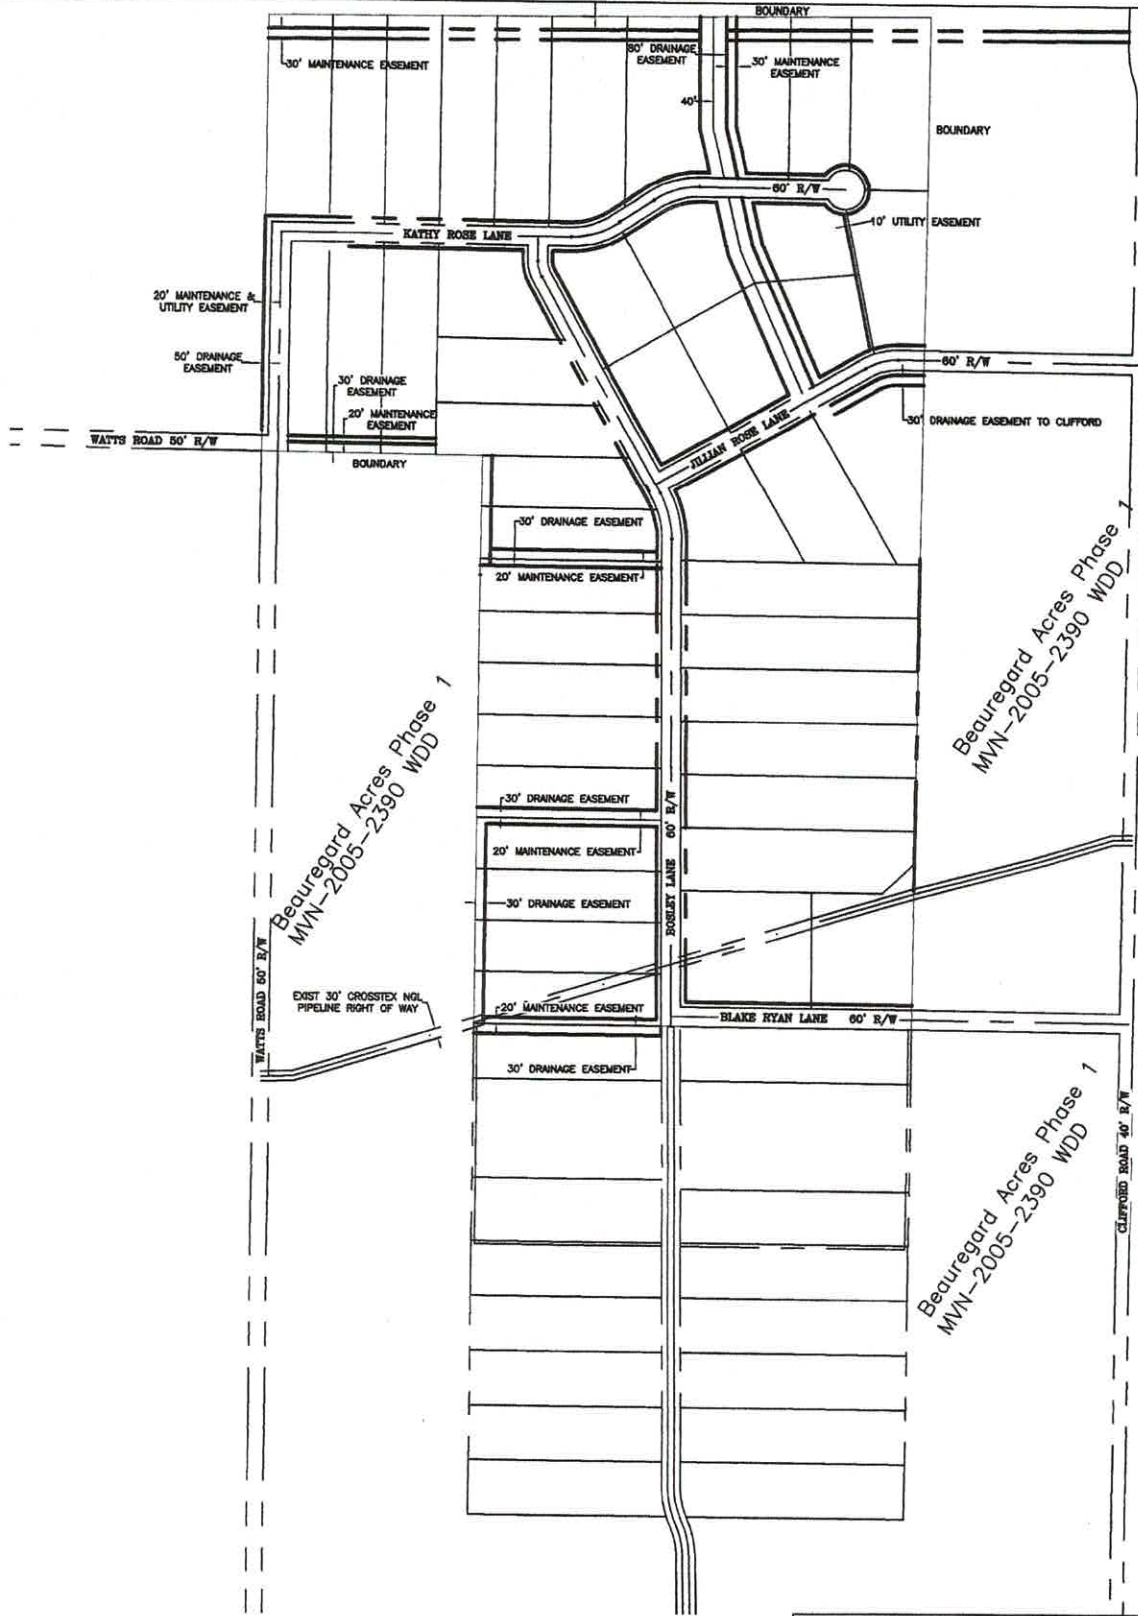 BOUNDARY
30' MAINTENANCE EASEMENT
80' DRAINAGE
EASEMENT
30' MAINTENANCE
EASEMENT
40'
BOUNDARY
60' R/W
10' UTILITY EASEMENT
KATHY ROSE LANE
20' MAINTENANCE &
UTILITY EASEMENT
50' DRAINAGE
EASEMENT
60' R/W
30' DRAINAGE
EASEMENT
20' MAINTENANCE
EASEMENT
30' DRAINAGE EASEMENT TO CLIFFORD
WATTS ROAD 50' R/W
BOUNDARY
JILLIAN ROSE LANE
30' DRAINAGE EASEMENT
20' MAINTENANCE EASEMENT
Beauregard Acres Phase 1
MVN-2005-2390 WDD
Beauregard Acres Phase 1
MVN-2005-2390 WDD
30' DRAINAGE EASEMENT
20' MAINTENANCE EASEMENT
BOSLEY LANE 60' R/W
30' DRAINAGE EASEMENT
WATTS ROAD 50' R/W
EXIST 30' CROSSTEX NGL
PIPELINE RIGHT OF WAY
20' MAINTENANCE EASEMENT
BLAKE RYAN LANE 60' R/W
30' DRAINAGE EASEMENT
Beauregard Acres Phase 1
MVN-2005-2390 WDD
CLIFFORD ROAD 40' R/W